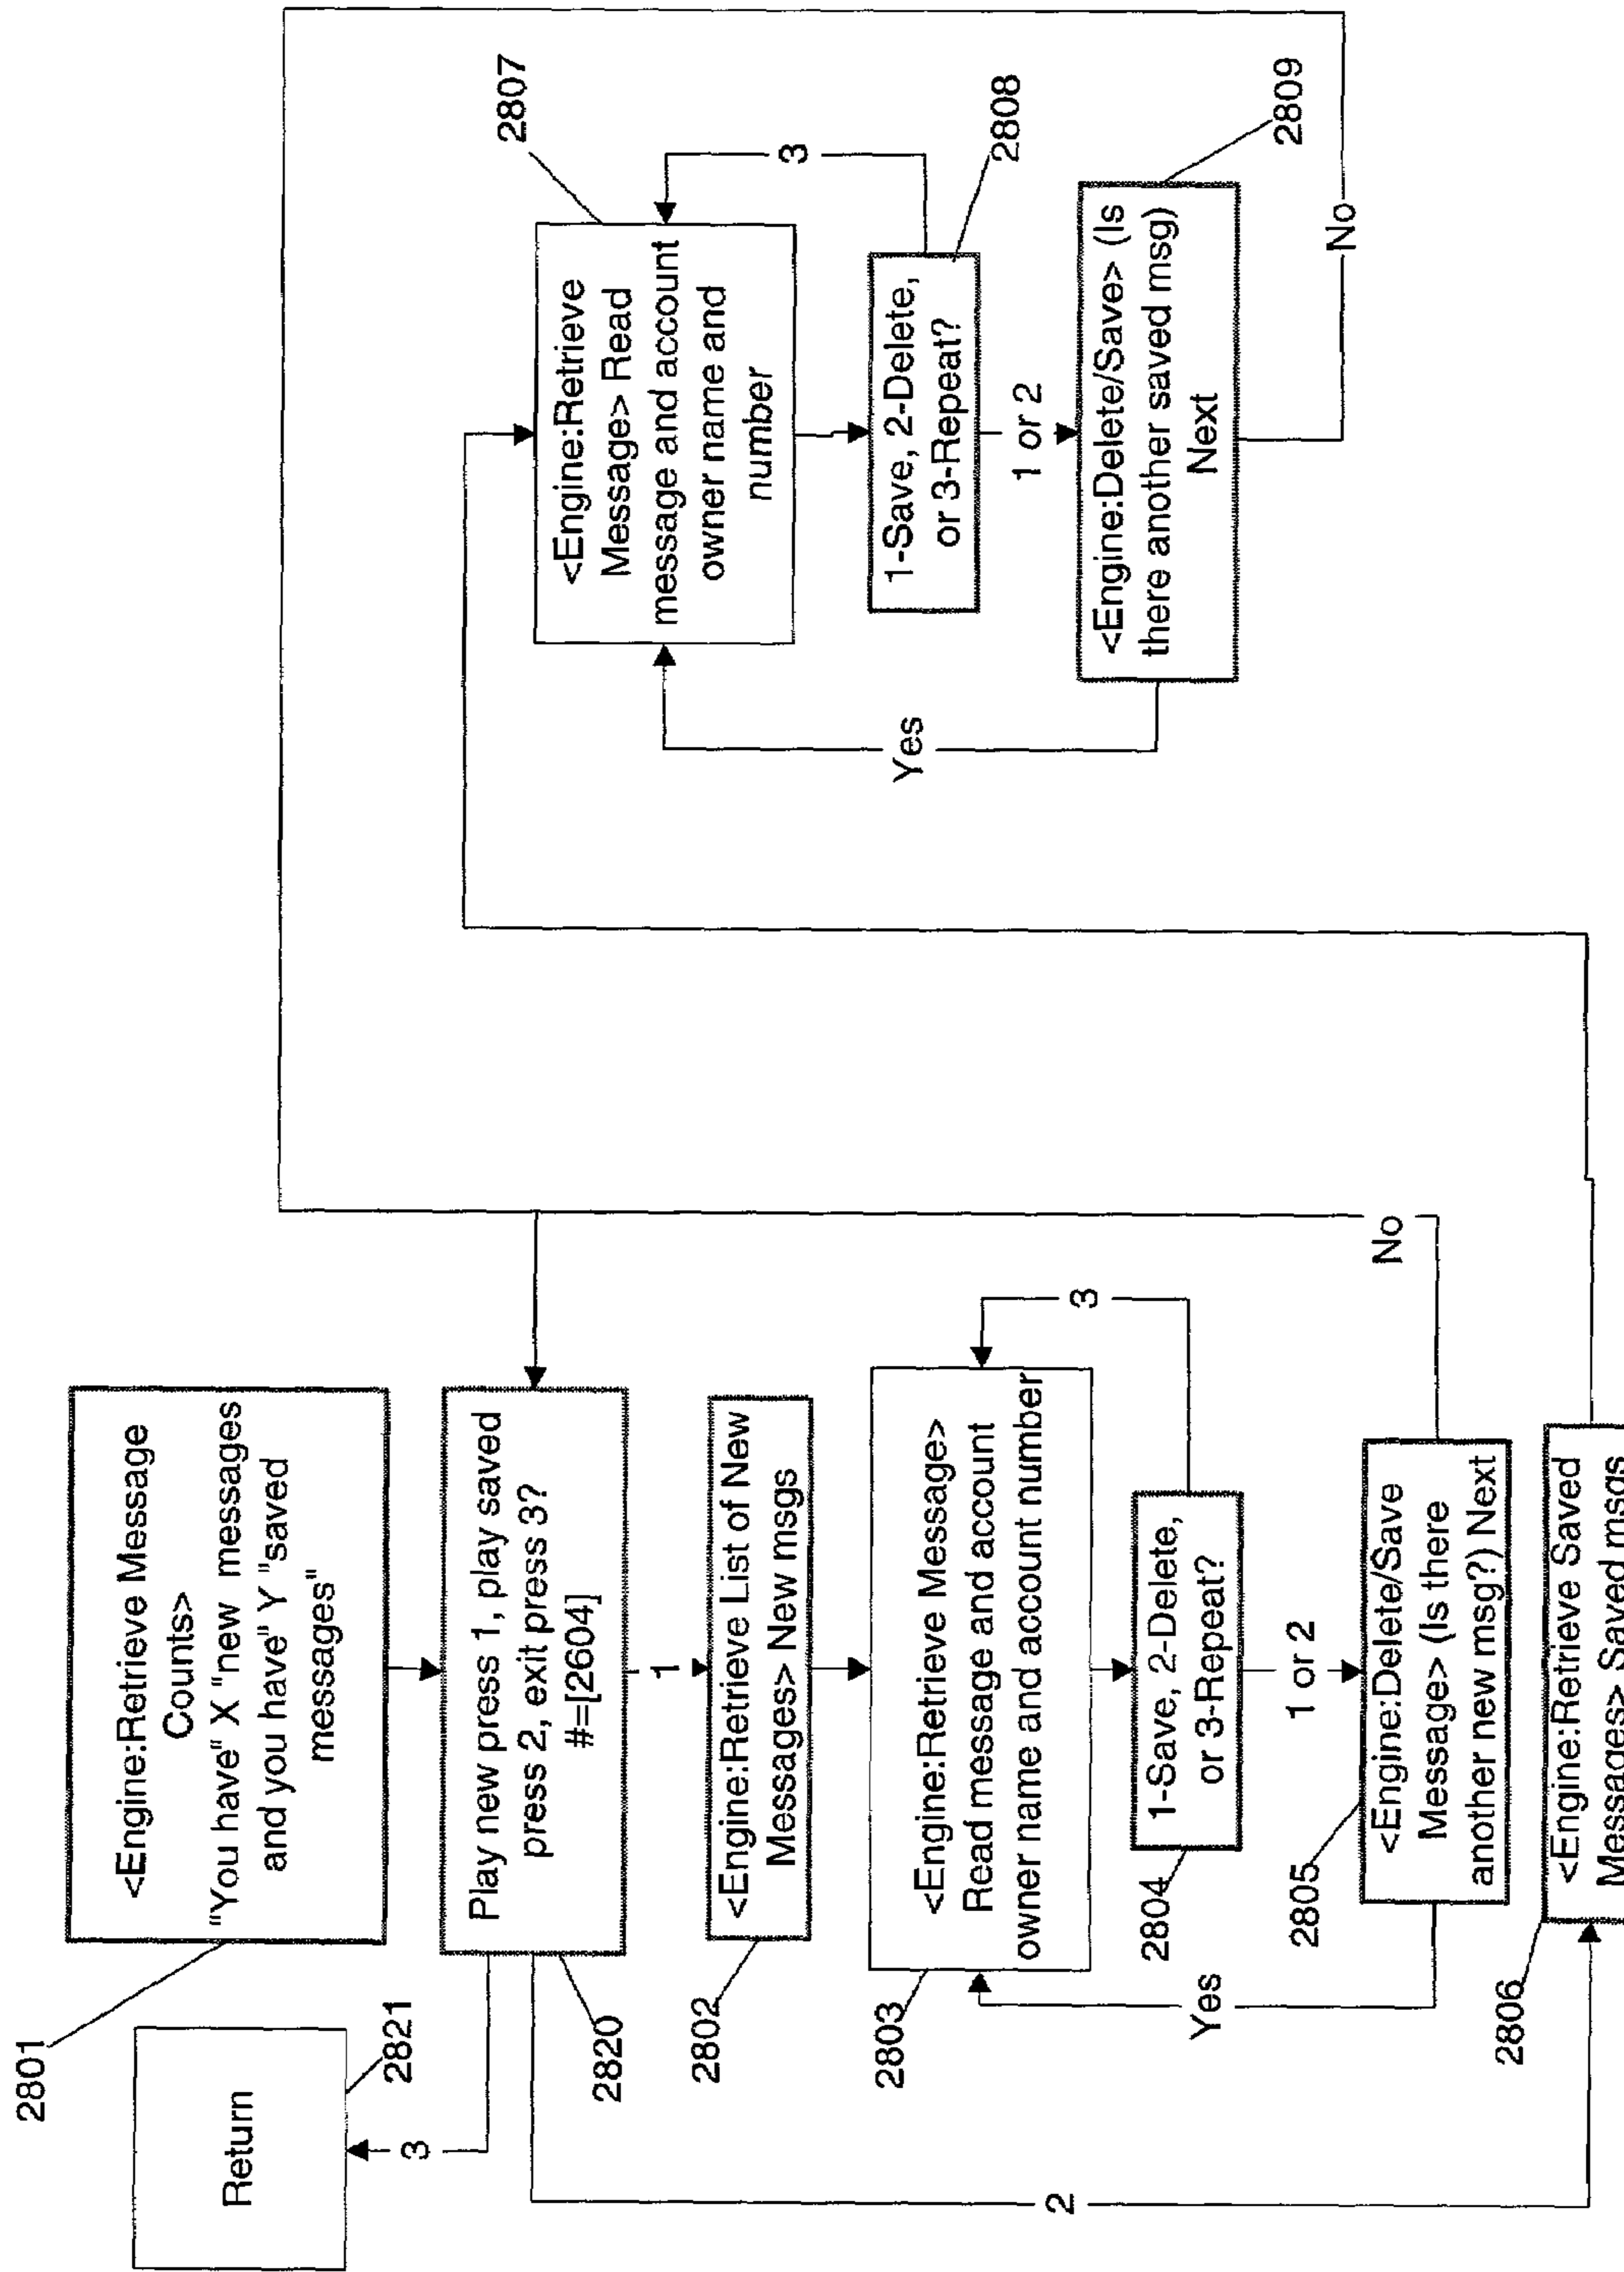 2801
<Engine:Retrieve Message
Counts>
"You have" X "new messages
and you have" Y "saved
messages"
Return
2821
3
Play new press 1, play saved
press 2, exit press 3?
#=[2604]
2820
1
2802
<Engine:Retrieve List of New
Messages> New msgs
2803
<Engine:Retrieve Message>
Read message and account
owner name and account number
3
2804
1-Save, 2-Delete,
or 3-Repeat?
1 or 2
Yes
2805
<Engine:Delete/Save
Message> (Is there
another new msg?) Next
No
2
2806
<Engine:Retrieve Saved
Messages> Saved msgs
2807
<Engine:Retrieve
Message> Read
message and account
owner name and
number
3
1-Save, 2-Delete,
or 3-Repeat?
2808
1 or 2
Yes
<Engine:Delete/Save> (Is
there another saved msg)
Next
2809
No